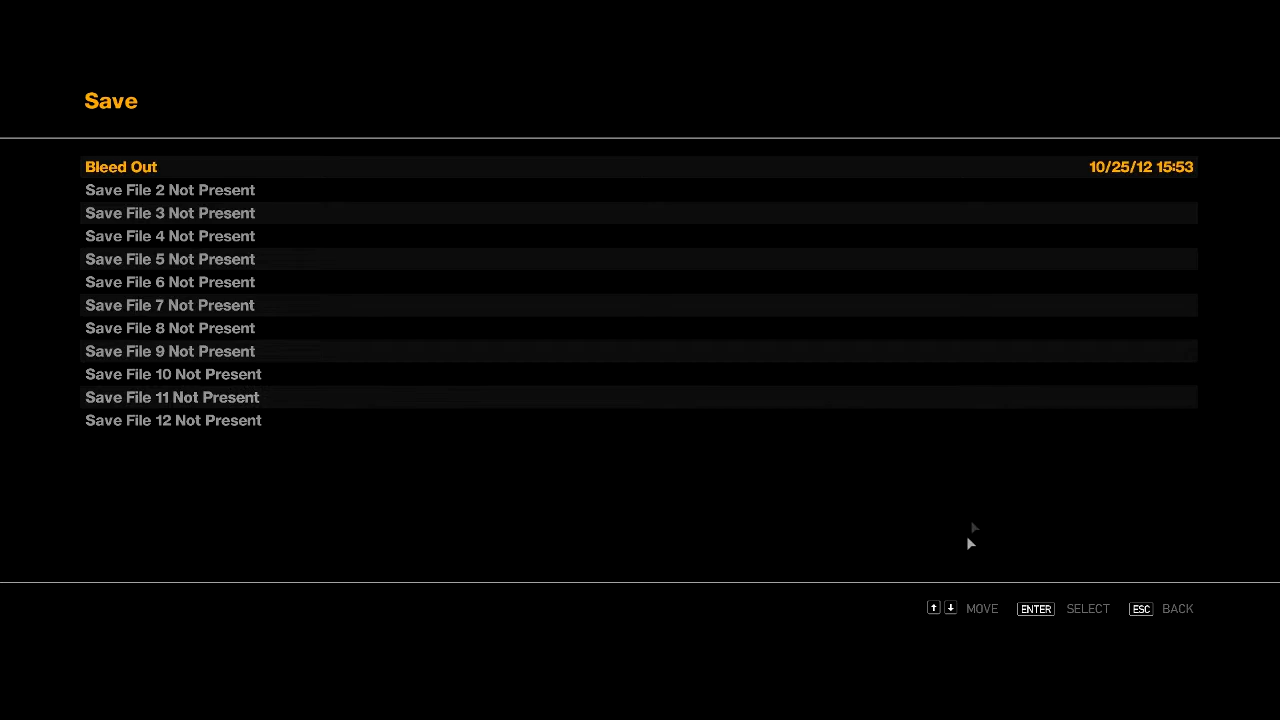 Save
Bleed Out 10/25/12 15:53
Save File 2 Not Present
Save File 3 Not Present
Save File 4 Not Present
Save File 5 Not Present
Save File 6 Not Present
Save File 7 Not Present
Save File 8 Not Present
Save File 9 Not Present
Save File 10 Not Present
Save File 11 Not Present
Save File 12 Not Present
↑ ↓ MOVE ENTER SELECT ESC BACK